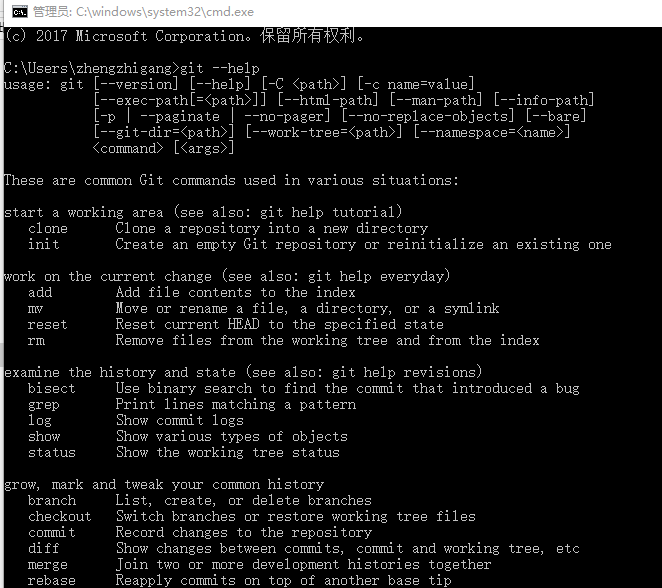 管理员: C:\windows\system32\cmd.exe
(c) 2017 Microsoft Corporation。保留所有权利。
C:\Users\zhengzhigang>git --help
usage: git [--version] [--help] [-C <path>] [-c name=value]
           [--exec-path[=<path>]] [--html-path] [--man-path] [--info-path]
           [-p | --paginate | --no-pager] [--no-replace-objects] [--bare]
           [--git-dir=<path>] [--work-tree=<path>] [--namespace=<name>]
           <command> [<args>]
These are common Git commands used in various situations:
start a working area (see also: git help tutorial)
   clone      Clone a repository into a new directory
   init       Create an empty Git repository or reinitialize an existing one
work on the current change (see also: git help everyday)
   add        Add file contents to the index
   mv         Move or rename a file, a directory, or a symlink
   reset      Reset current HEAD to the specified state
   rm         Remove files from the working tree and from the index
examine the history and state (see also: git help revisions)
   bisect     Use binary search to find the commit that introduced a bug
   grep       Print lines matching a pattern
   log        Show commit logs
   show       Show various types of objects
   status     Show the working tree status
grow, mark and tweak your common history
   branch     List, create, or delete branches
   checkout   Switch branches or restore working tree files
   commit     Record changes to the repository
   diff       Show changes between commits, commit and working tree, etc
   merge      Join two or more development histories together
   rebase     Reapply commits on top of another base tip